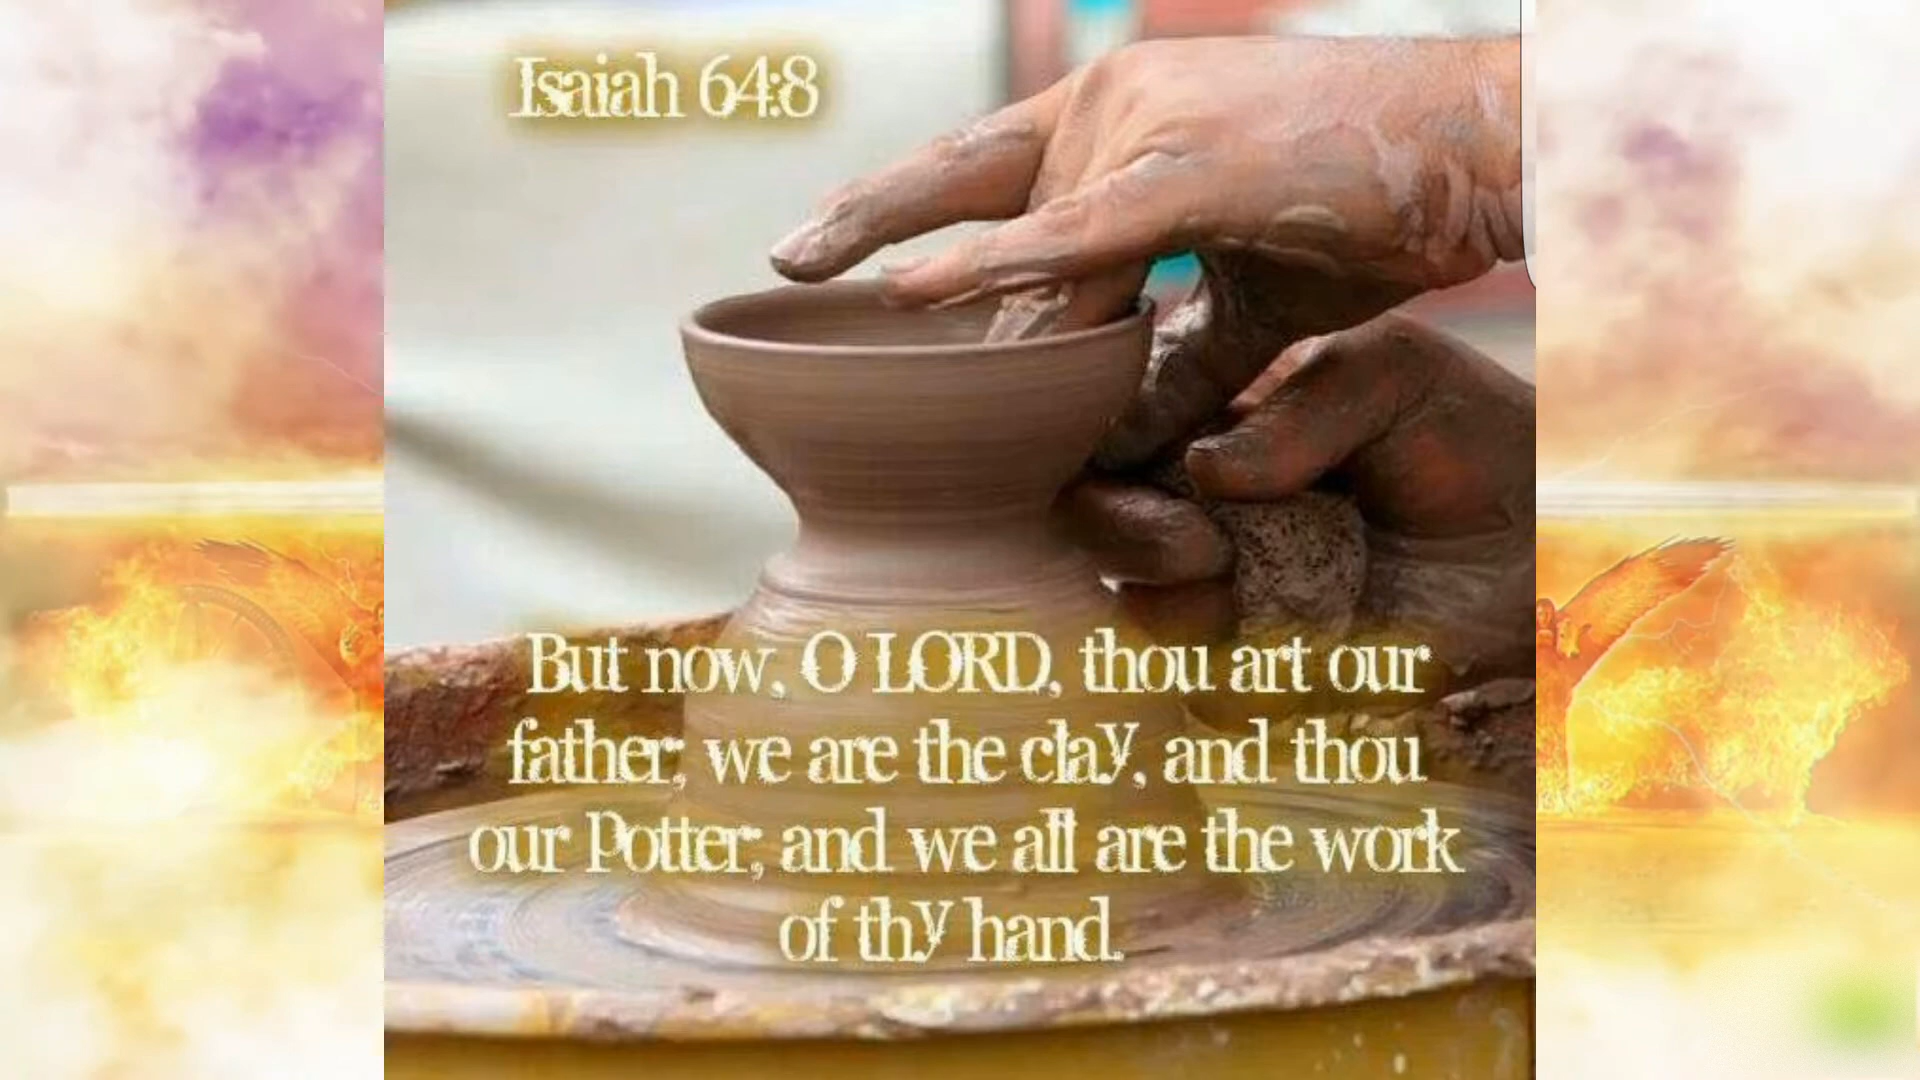 Isaiah 64:8
But now, O LORD, thou art our
father; we are the clay, and thou
our Potter; and we all are the work
of thy hand.